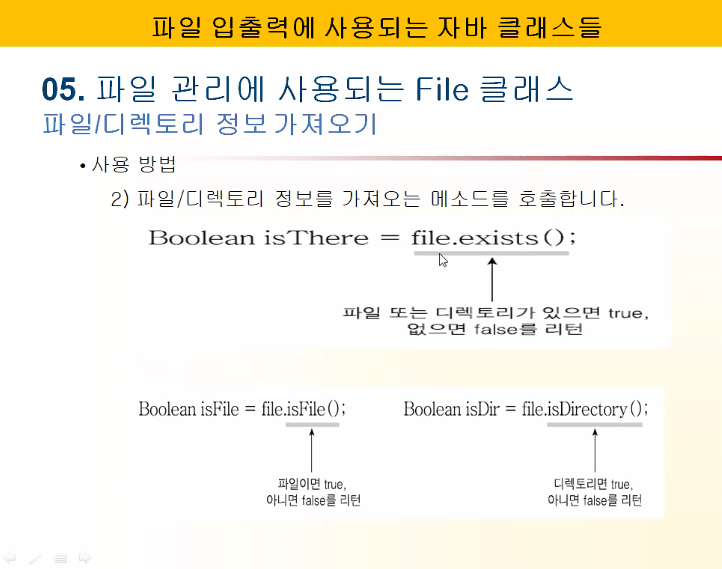 파일 입출력에 사용되는 자바 클래스들
05. 파일 관리에 사용되는 File 클래스
파일/디렉토리 정보 가져오기
• 사용 방법
2) 파일/디렉토리 정보를 가져오는 메소드를 호출합니다.
Boolean isThere = file.exists();
파일 또는 디렉토리가 있으면 true,
없으면 false를 리턴
Boolean isFile = file.isFile();
파일이면 true,
아니면 false를 리턴
Boolean isDir = file.isDirectory();
디렉토리면 true,
아니면 false를 리턴